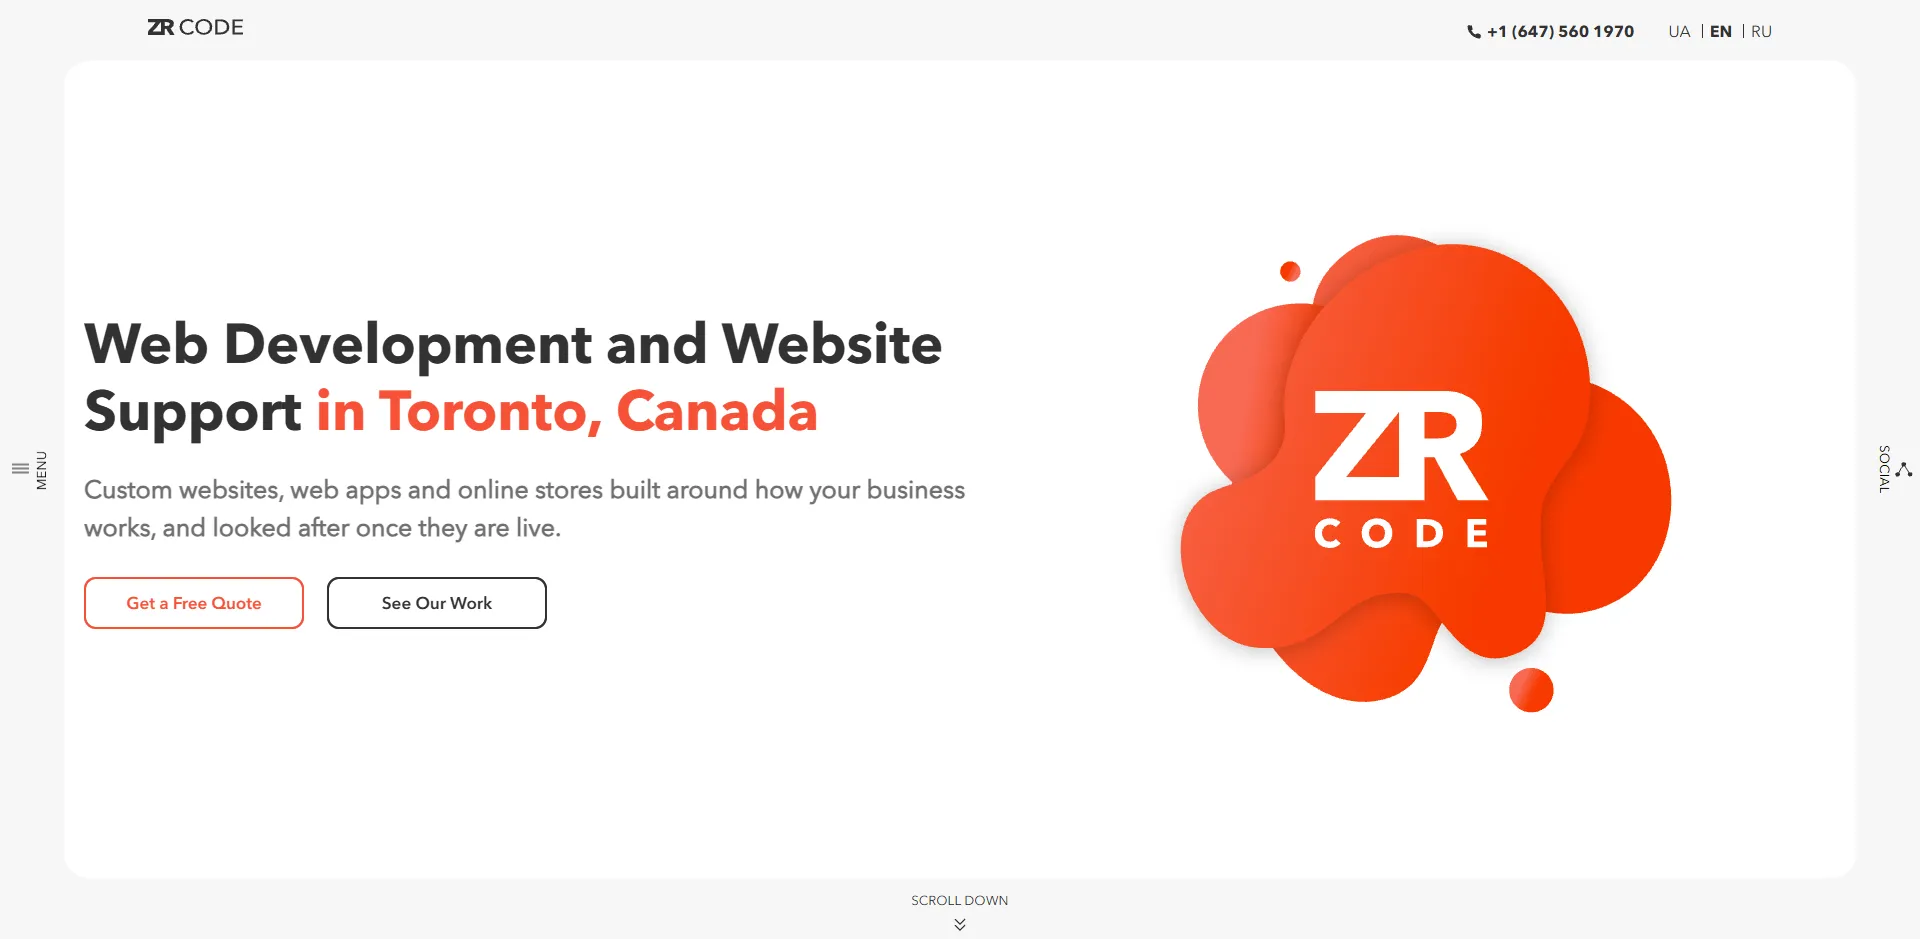 ZR CODE
+1 (647) 560 1970
UA | EN | RU
Web Development and Website
Support in Toronto, Canada
Custom websites, web apps and online stores built around how your business
works, and looked after once they are live.
Get a Free Quote
See Our Work
ZR
CODE
MENU
SOCIAL
SCROLL DOWN